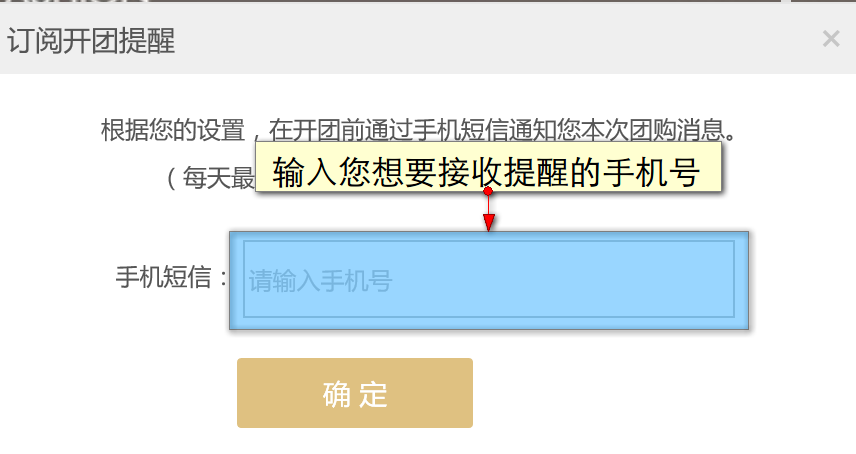 订阅开团提醒
×
根据您的设置，在开团前通过手机短信通知您本次团购消息。
（每天最
输入您想要接收提醒的手机号
手机短信：
请输入手机号
确 定